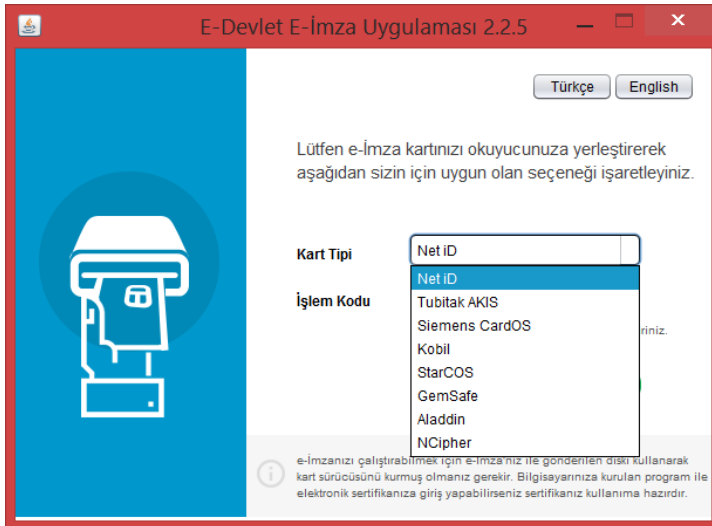 E-Devlet E-İmza Uygulaması 2.2.5
Türkçe English
Lütfen e-İmza kartınızı okuyucunuza yerleştirerek
aşağıdan sizin için uygun olan seçeneği işaretleyiniz.
Kart Tipi
Net iD
Net iD
Tubitak AKIS
İşlem Kodu
Siemens CardOS
riniz.
Kobil
StarCOS
GemSafe
Aladdin
NCipher
e-İmzanızı çalıştırabilmek için e-İmza'nız ile gönderilen diski kullanarak
kart sürücüsünü kurmuş olmanız gerekir. Bilgisayarınıza kurulan program ile
elektronik sertifikanıza giriş yapabilirseniz sertifikanız kullanıma hazırdır.